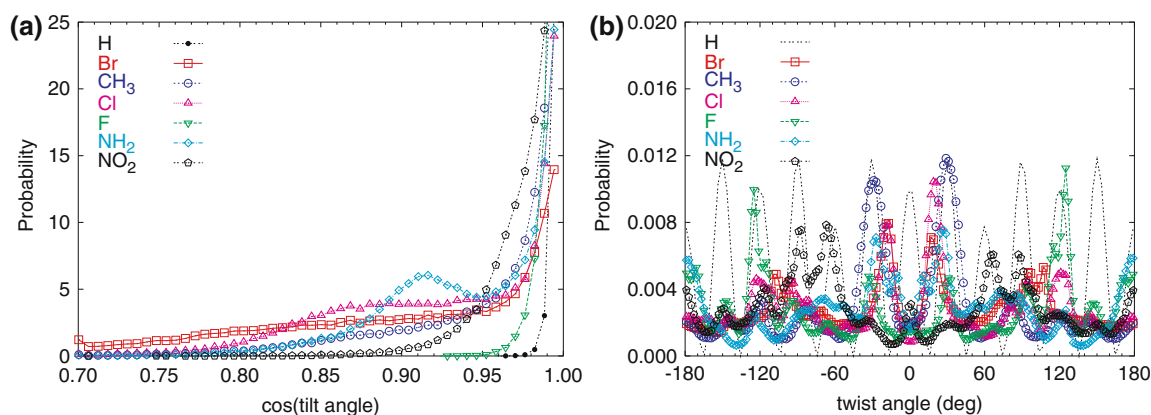 (a)
H
Br
CH3
Cl
F
NH2
NO2
25
20
15
10
5
0
Probability
0.70 0.75 0.80 0.85 0.90 0.95 1.00
cos(tilt angle)
(b)
H
Br
CH3
Cl
F
NH2
NO2
0.020
0.016
0.012
0.008
0.004
0.000
Probability
-180 -120 -60 0 60 120 180
twist angle (deg)